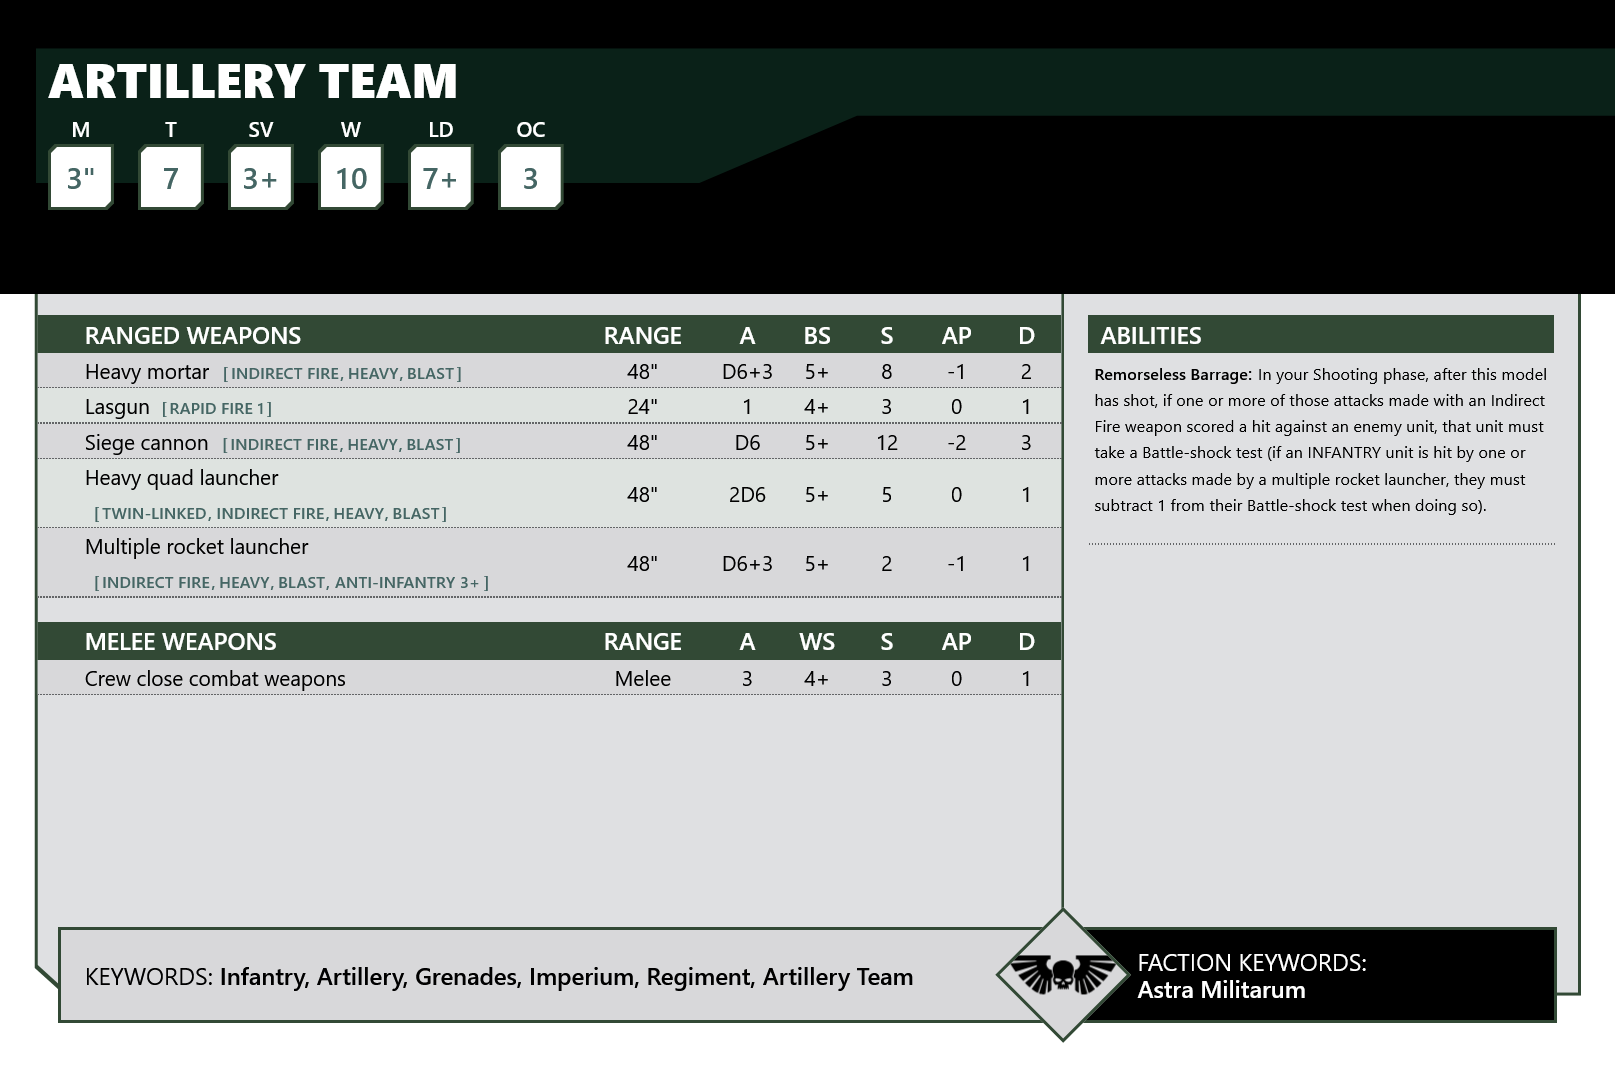 ARTILLERY TEAM
M T SV W LD OC
3" 7 3+ 10 7+ 3
RANGED WEAPONS RANGE A BS S AP D
Heavy mortar [INDIRECT FIRE, HEAVY, BLAST] 48" D6+3 5+ 8 -1 2
Lasgun [RAPID FIRE 1] 24" 1 4+ 3 0 1
Siege cannon [INDIRECT FIRE, HEAVY, BLAST] 48" D6 5+ 12 -2 3
Heavy quad launcher
[TWIN-LINKED, INDIRECT FIRE, HEAVY, BLAST] 48" 2D6 5+ 5 0 1
Multiple rocket launcher
[INDIRECT FIRE, HEAVY, BLAST, ANTI-INFANTRY 3+] 48" D6+3 5+ 2 -1 1
MELEE WEAPONS RANGE A WS S AP D
Crew close combat weapons Melee 3 4+ 3 0 1
ABILITIES
Remorseless Barrage: In your Shooting phase, after this model
has shot, if one or more of those attacks made with an Indirect
Fire weapon scored a hit against an enemy unit, that unit must
take a Battle-shock test (if an INFANTRY unit is hit by one or
more attacks made by a multiple rocket launcher, they must
subtract 1 from their Battle-shock test when doing so).
KEYWORDS: Infantry, Artillery, Grenades, Imperium, Regiment, Artillery Team
FACTION KEYWORDS:
Astra Militarum